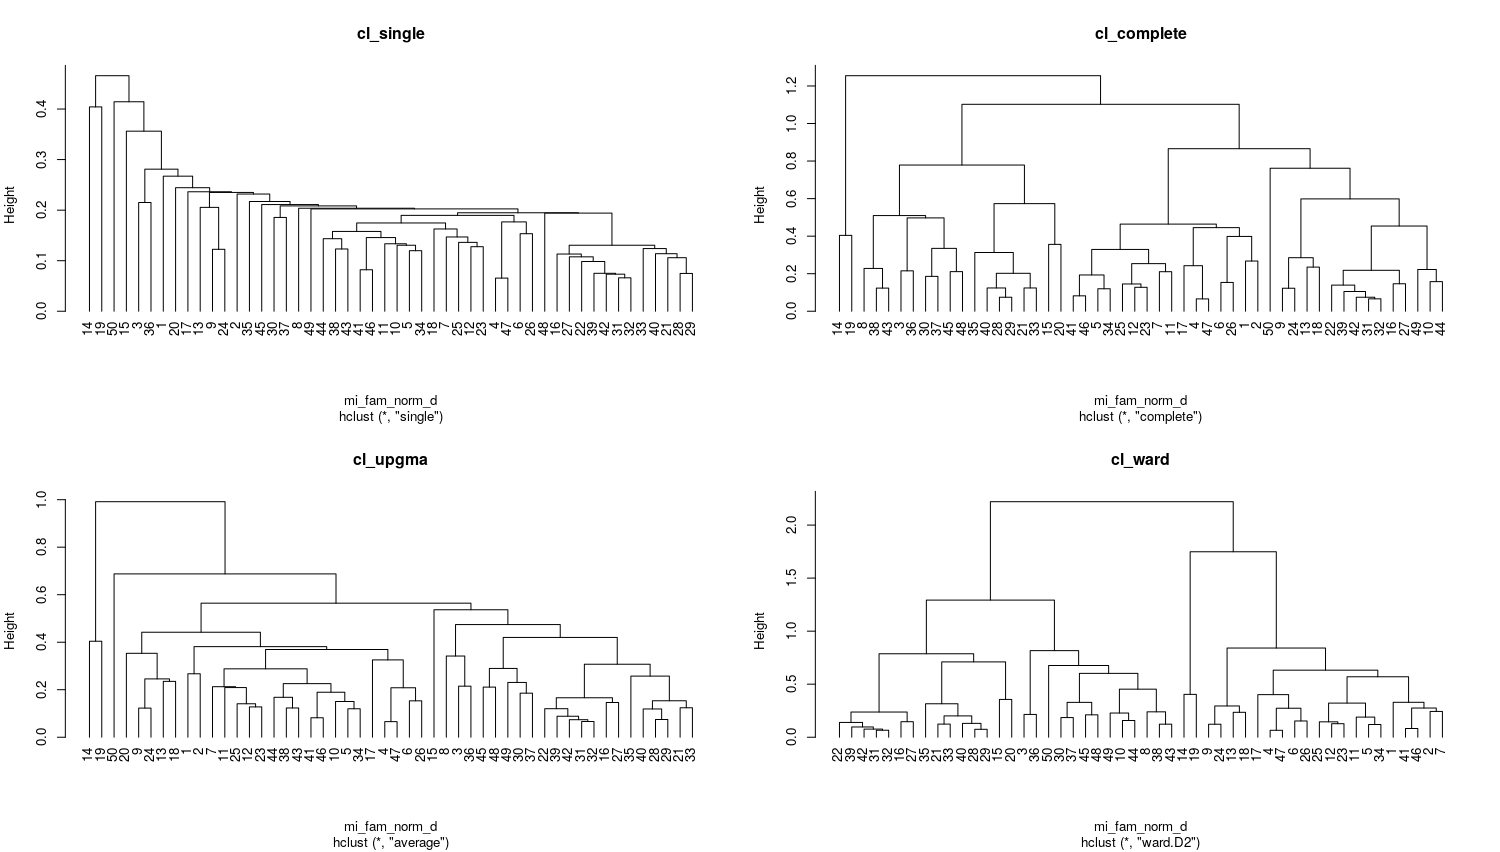 cl_single
Height
0.0 0.1 0.2 0.3 0.4
14 19 50 15 3 36 1 20 17 13 9 24 2 35 45 30 37 8 49 44 38 43 41 46 11 10 5 34 18 7 25 12 23 4 47 6 26 48 16 27 22 39 42 31 32 33 40 21 28 29
mi_fam_norm_d
hclust (*, "single")
cl_complete
Height
0.0 0.2 0.4 0.6 0.8 1.0 1.2
14 19 8 38 43 3 36 30 37 45 48 35 40 28 29 21 33 15 20 41 46 5 34 25 12 23 7 11 17 4 47 6 26 1 2 50 9 24 13 18 22 39 42 31 32 16 27 49 10 44
mi_fam_norm_d
hclust (*, "complete")
cl_upgma
Height
0.0 0.2 0.4 0.6 0.8 1.0
14 19 50 20 9 24 13 18 1 2 7 11 25 12 23 44 38 43 41 46 10 5 34 17 4 47 6 26 15 8 3 36 45 48 49 30 37 22 39 42 31 32 16 27 35 40 28 29 21 33
mi_fam_norm_d
hclust (*, "average")
cl_ward
Height
0.0 0.5 1.0 1.5 2.0
22 39 42 31 32 16 27 35 21 33 40 28 29 15 20 3 36 50 30 37 45 48 49 10 44 8 38 43 14 19 9 24 13 18 17 4 47 6 26 25 12 23 11 5 34 1 41 46 2 7
mi_fam_norm_d
hclust (*, "ward.D2")